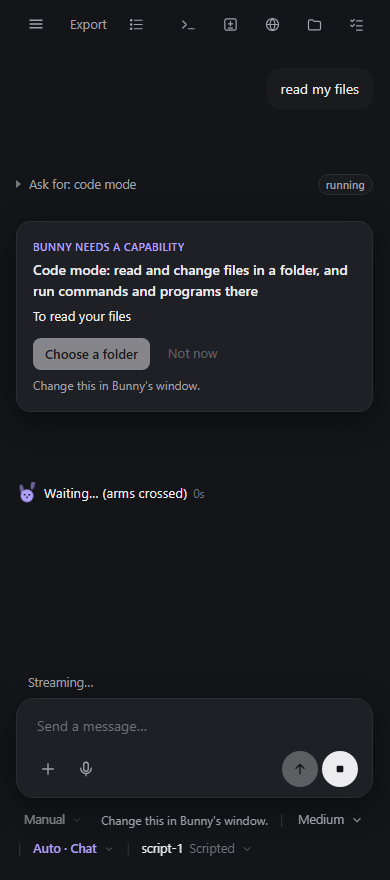 Export
read my files
Ask for: code mode
running
BUNNY NEEDS A CAPABILITY
Code mode: read and change files in a folder, and
run commands and programs there
To read your files
Choose a folder
Not now
Change this in Bunny's window.
Waiting... (arms crossed) 0s
Streaming...
Send a message...
Manual
Change this in Bunny's window.
Medium
Auto · Chat
script-1 Scripted